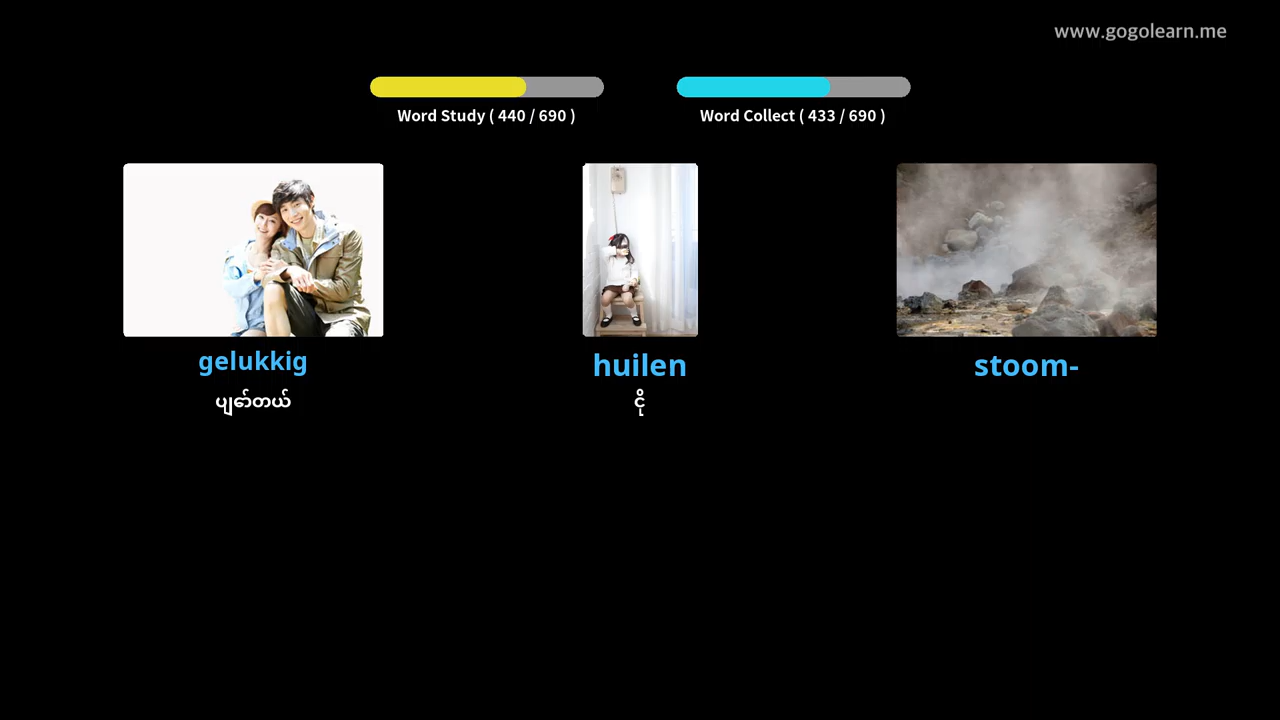 www.gogolearn.me
Word Study ( 440 / 690 )
Word Collect ( 433 / 690 )
gelukkig
ပျော်တယ်
huilen
ငို
stoom-